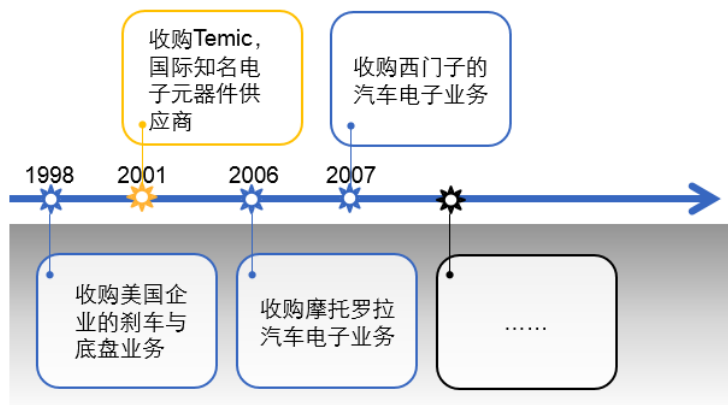 收购Temic，
国际知名电
子元器件供
应商
收购西门子的
汽车电子业务
1998
2001
2006
2007
收购美国企
业的刹车与
底盘业务
收购摩托罗拉
汽车电子业务
……